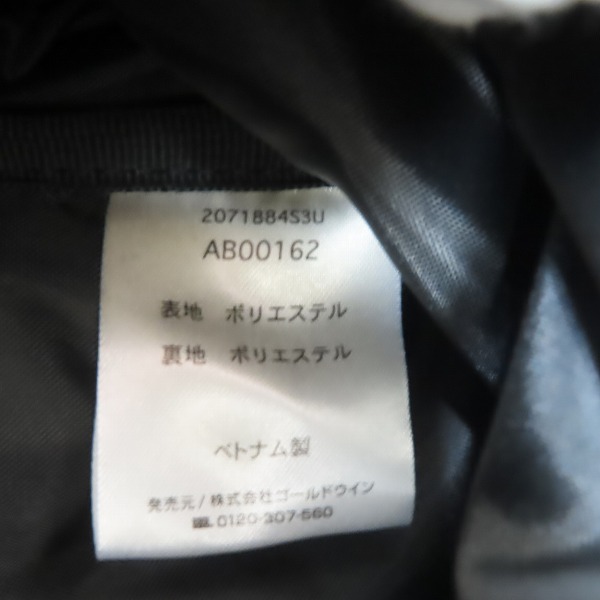 2071884S3U
AB00162
表地 ポリエステル
裏地 ポリエステル
ベトナム製
発売元/株式会社ゴールドウイン
0120-307-560